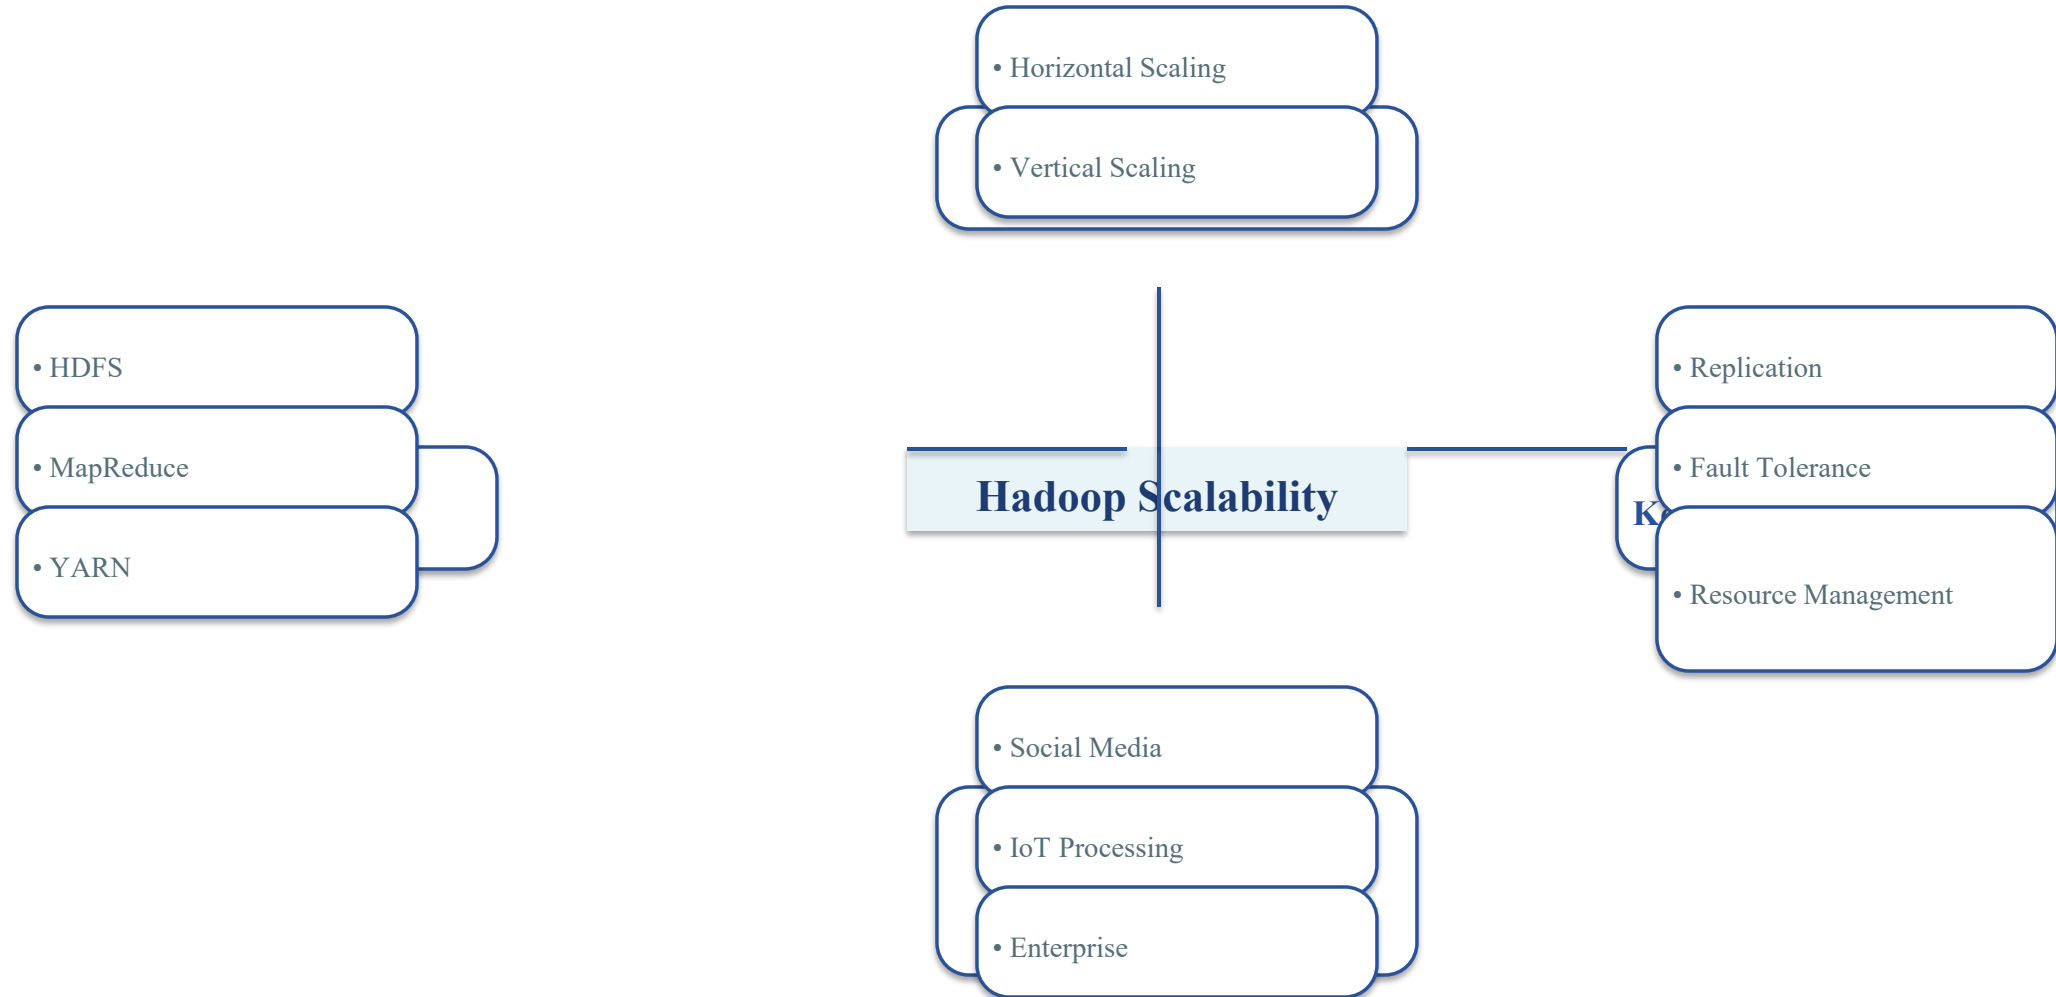 • Horizontal Scaling
• Vertical Scaling
• HDFS
• MapReduce
• YARN
Hadoop Scalability
• Replication
• Fault Tolerance
• Resource Management
• Social Media
• IoT Processing
• Enterprise